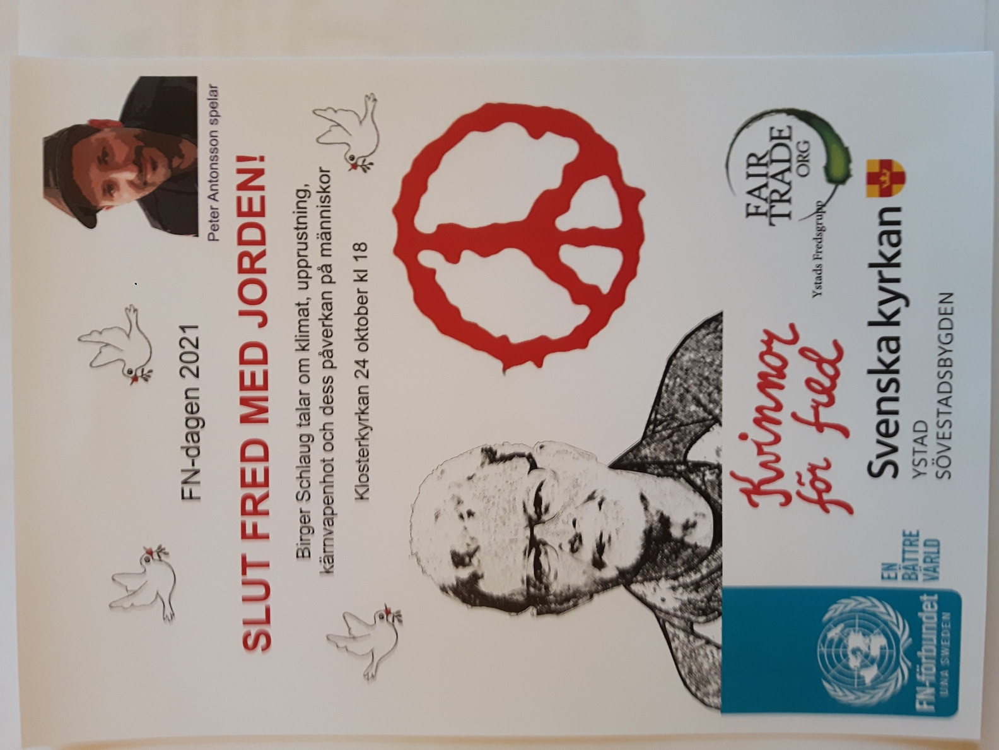 Peter Antonsson spelar
FN-dagen 2021
SLUT FRED MED JORDEN!
Birger Schlaug talar om klimat, upprustning,
kärnvapenhot och dess påverkan på människor
Klosterkyrkan 24 oktober kl 18
Kvinnor
för fred
FAIR
TRADE
ORG
Ystads Fredsgrupp
FN-förbundet
UNA SWEDEN
EN
BÄTTRE
VÄRLD
Svenska kyrkan
YSTAD
SÖVESTADSBYGDEN